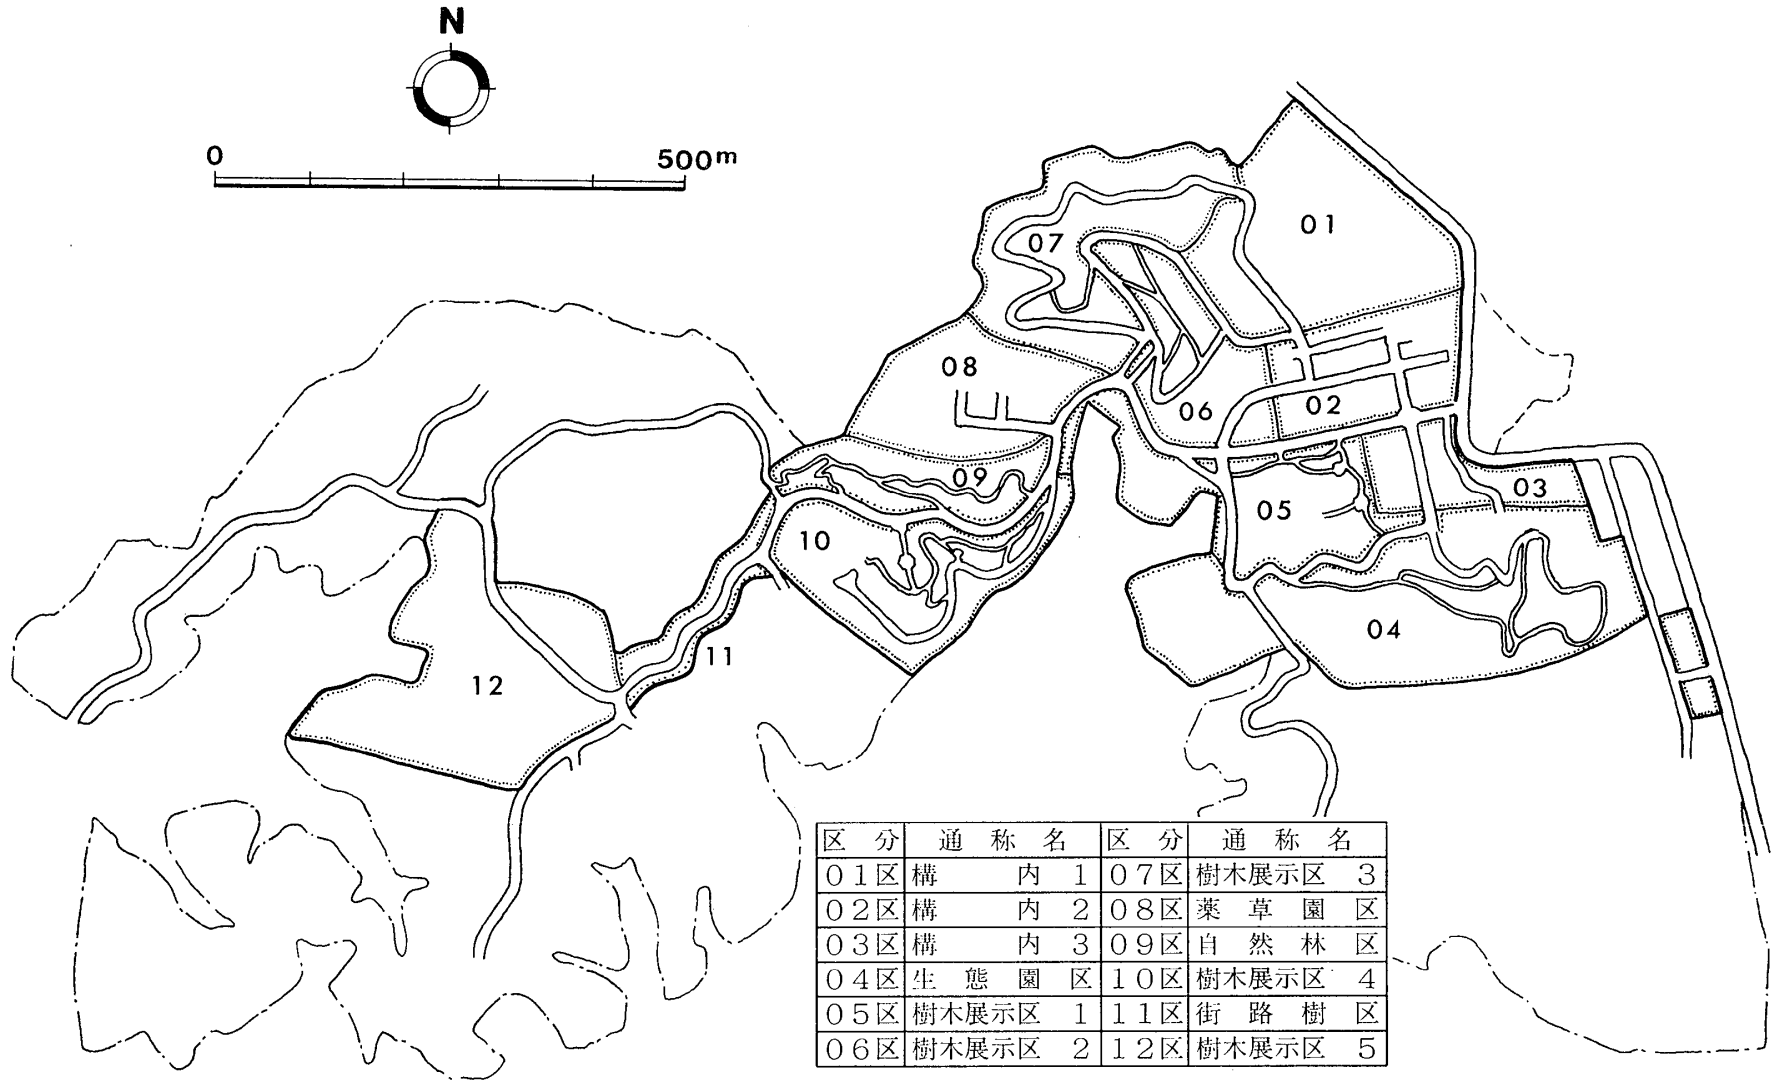 N
0 500m
01
07
08
06
02
09
03
05
10
04
11
12
区分 通称名 区分 通称名
01区 構内1 07区 樹木展示区3
02区 構内2 08区 薬草園区
03区 構内3 09区 自然林区
04区 生態園区 10区 樹木展示区4
05区 樹木展示区1 11区 街路樹区
06区 樹木展示区2 12区 樹木展示区5